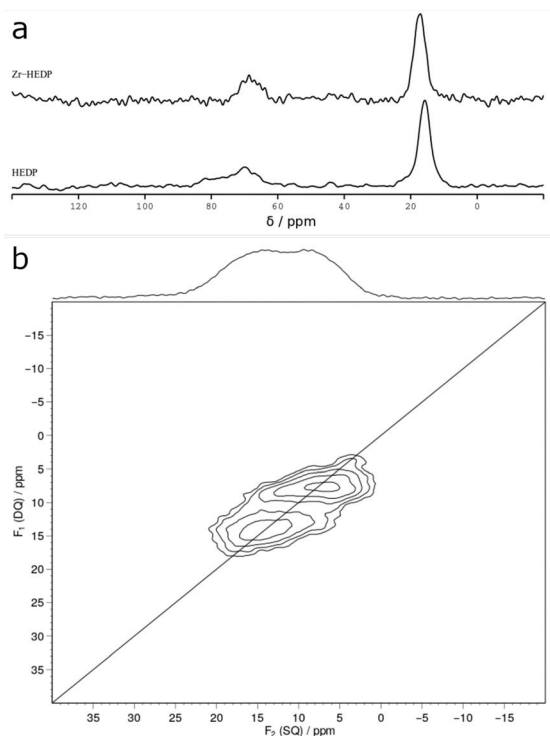 a
Zr−HEDP
HEDP
120 100 80 60 40 20 0
δ / ppm
b
−15
−10
−5
0
5
10
15
20
25
30
35
F₁ (DQ) / ppm
35 30 25 20 15 10 5 0 −5 −10 −15
F₂ (SQ) / ppm